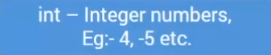 int – Integer numbers,
Eg:- 4, -5 etc.